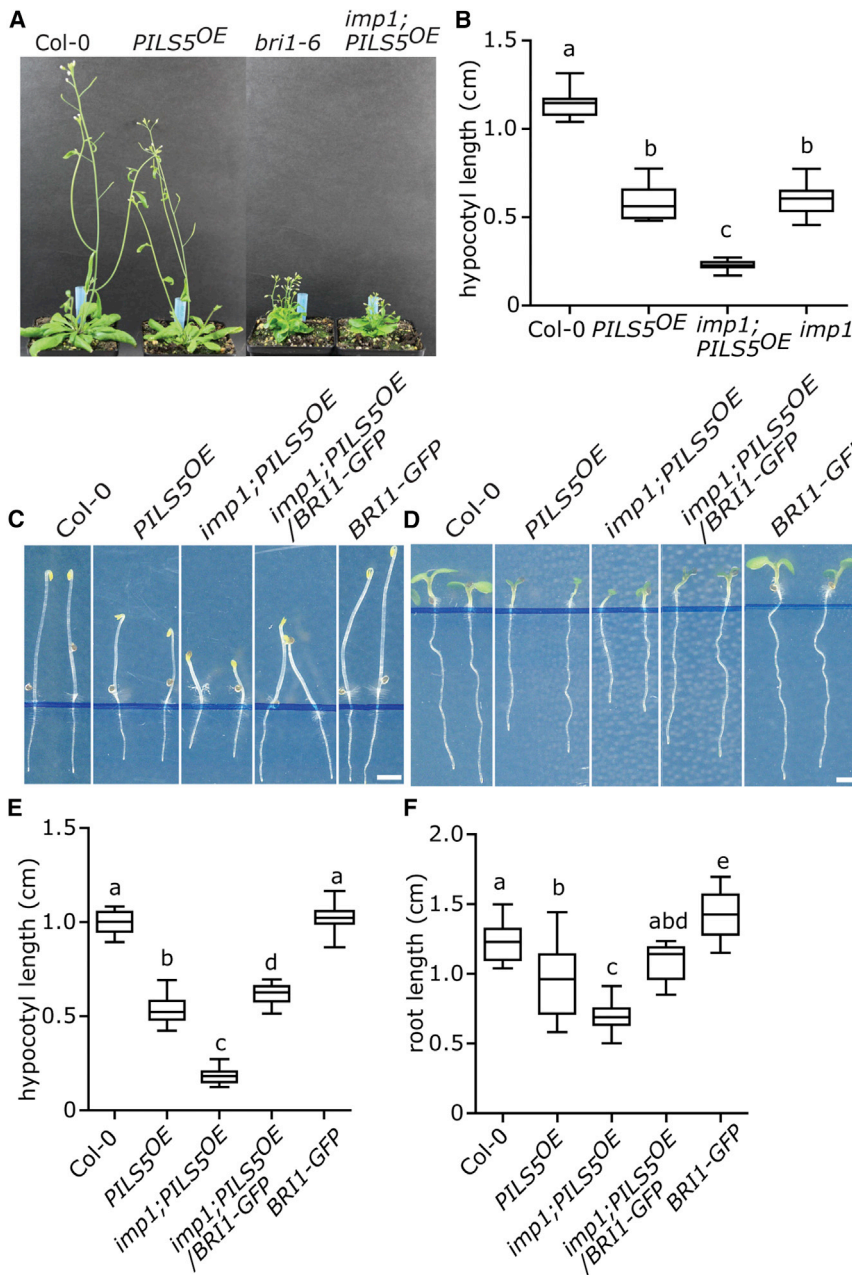 A
Col-0 PILS5OE bri1-6 imp1;
PILS5OE
B
hypocotyl length (cm)
1.5
1.0
0.5
0
a
b
c
b
Col-0 PILS5OE imp1;
PILS5OE imp1
C
Col-0
PILS5OE
imp1;PILS5OE
imp1;PILS5OE
/BRI1-GFP
BRI1-GFP
D
Col-0
PILS5OE
imp1;PILS5OE
imp1;PILS5OE
/BRI1-GFP
E
hypocotyl length (cm)
1.5
1.0
0.5
0
a
b
c
d
a
Col-0
PILS5OE
imp1;PILS5OE
imp1;PILS5OE
/BRI1-GFP
BRI1-GFP
F
root length (cm)
2.0
1.5
1.0
0.5
0
a
b
c
abd
e
Col-0
PILS5OE
imp1;PILS5OE
imp1;PILS5OE
/BRI1-GFP
BRI1-GFP